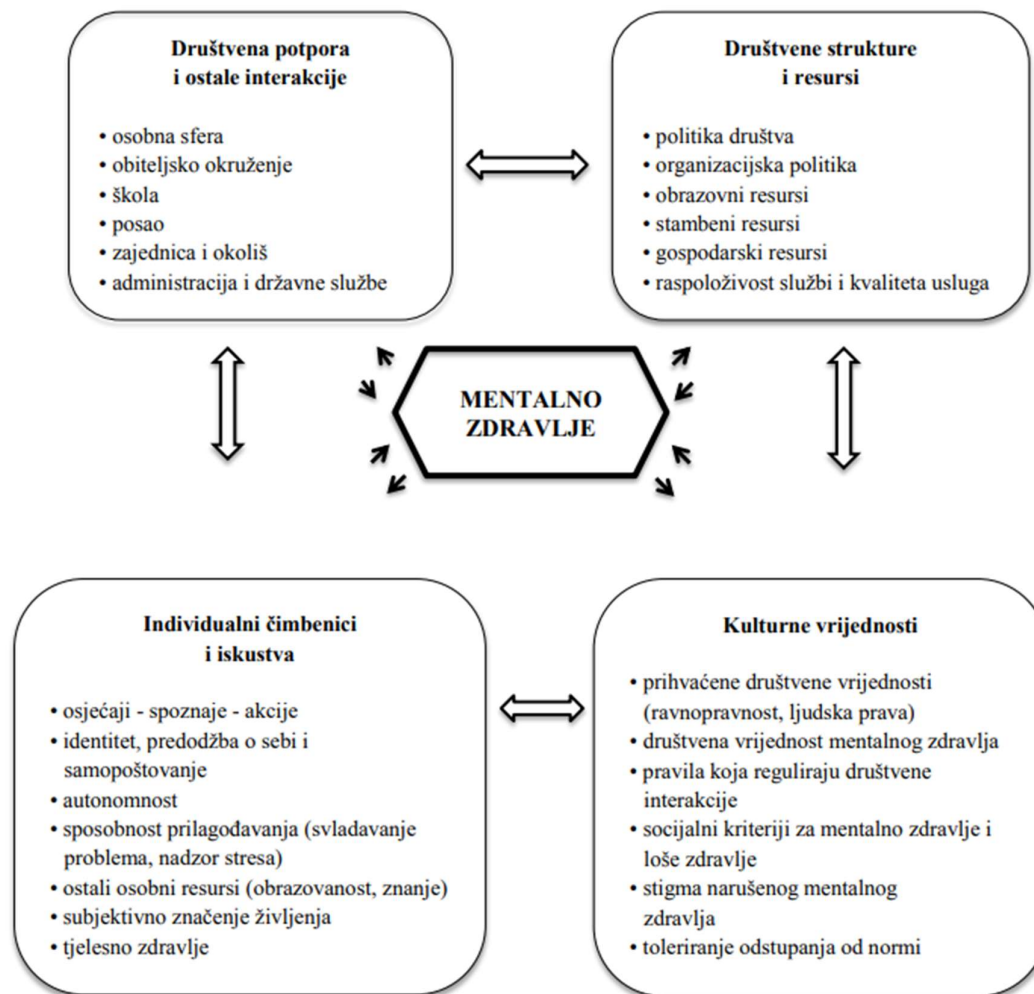 Društvena potpora
i ostale interakcije
• osobna sfera
• obiteljsko okruženje
• škola
• posao
• zajednica i okoliš
• administracija i državne službe
Društvene strukture
i resursi
• politika društva
• organizacijska politika
• obrazovni resursi
• stambeni resursi
• gospodarski resursi
• raspoloživost službi i kvaliteta usluga
MENTALNO
ZDRAVLJE
Individualni čimbenici
i iskustva
• osjećaji - spoznaje - akcije
• identitet, predodžba o sebi i
samopoštovanje
• autonomnost
• sposobnost prilagođavanja (svladavanje
problema, nadzor stresa)
• ostali osobni resursi (obrazovanost, znanje)
• subjektivno značenje življenja
• tjelesno zdravlje
Kulturne vrijednosti
• prihvaćene društvene vrijednosti
(ravnopravnost, ljudska prava)
• društvena vrijednost mentalnog zdravlja
• pravila koja reguliraju društvene
interakcije
• socijalni kriteriji za mentalno zdravlje i
loše zdravlje
• stigma narušenog mentalnog
zdravlja
• toleriranje odstupanja od normi